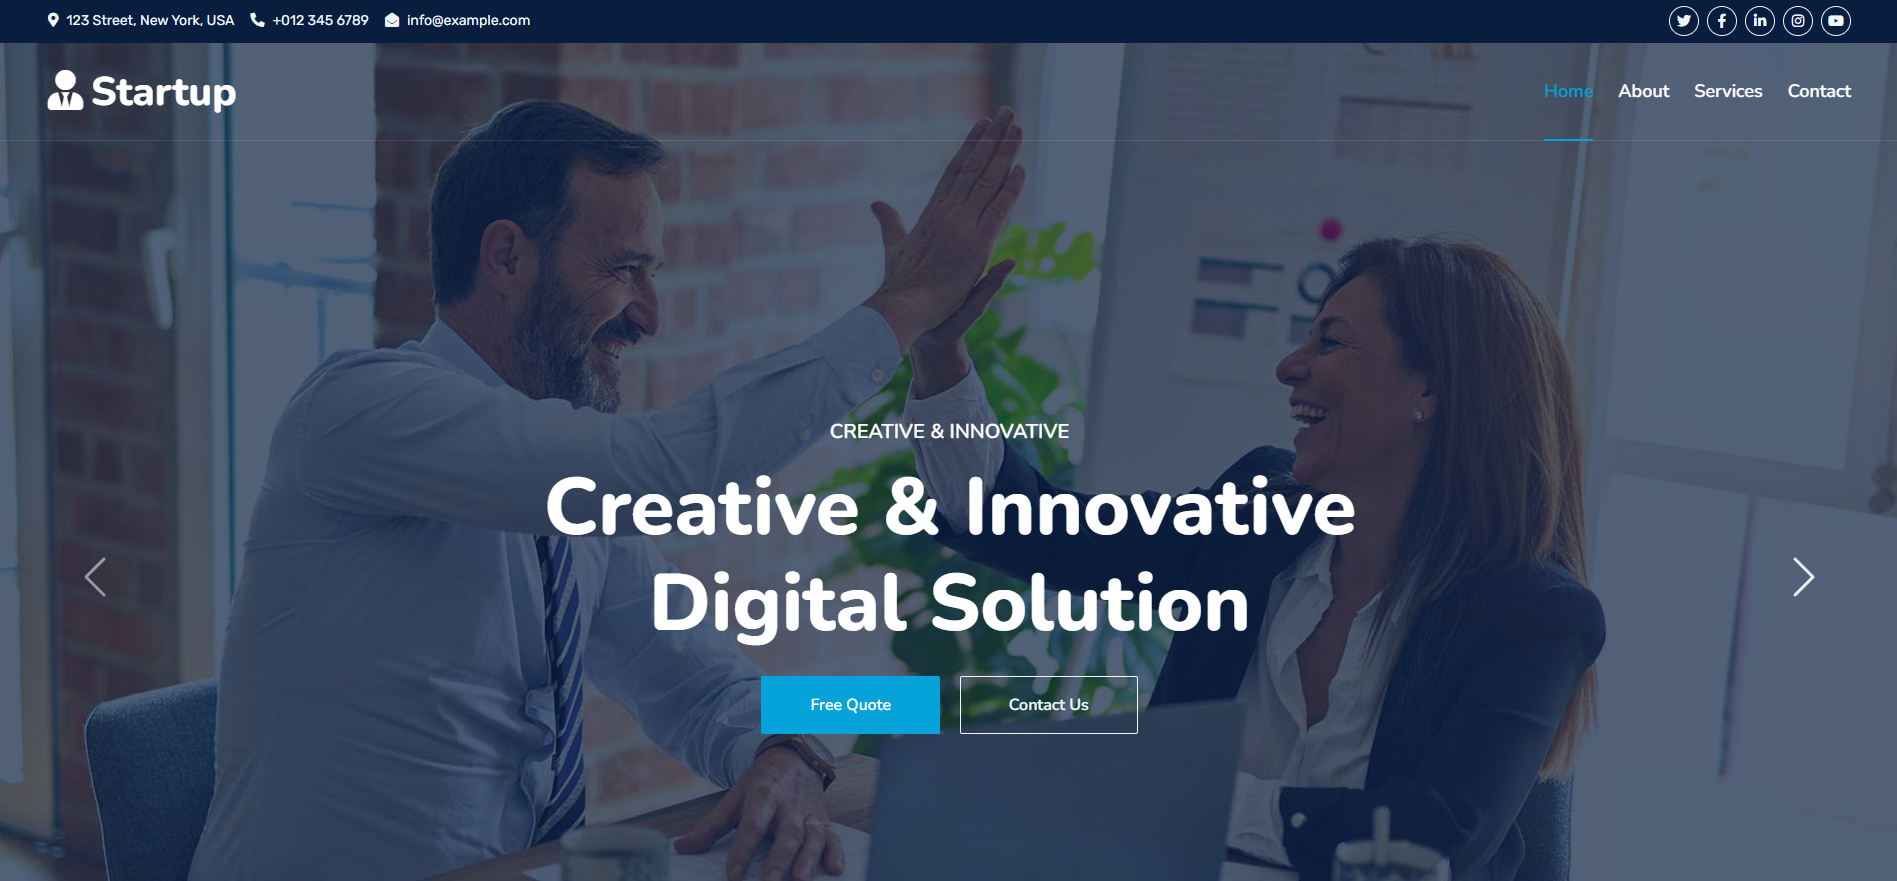 123 Street, New York, USA +012 345 6789 info@example.com
Startup
Home About Services Contact
CREATIVE & INNOVATIVE
Creative & Innovative
Digital Solution
Free Quote Contact Us